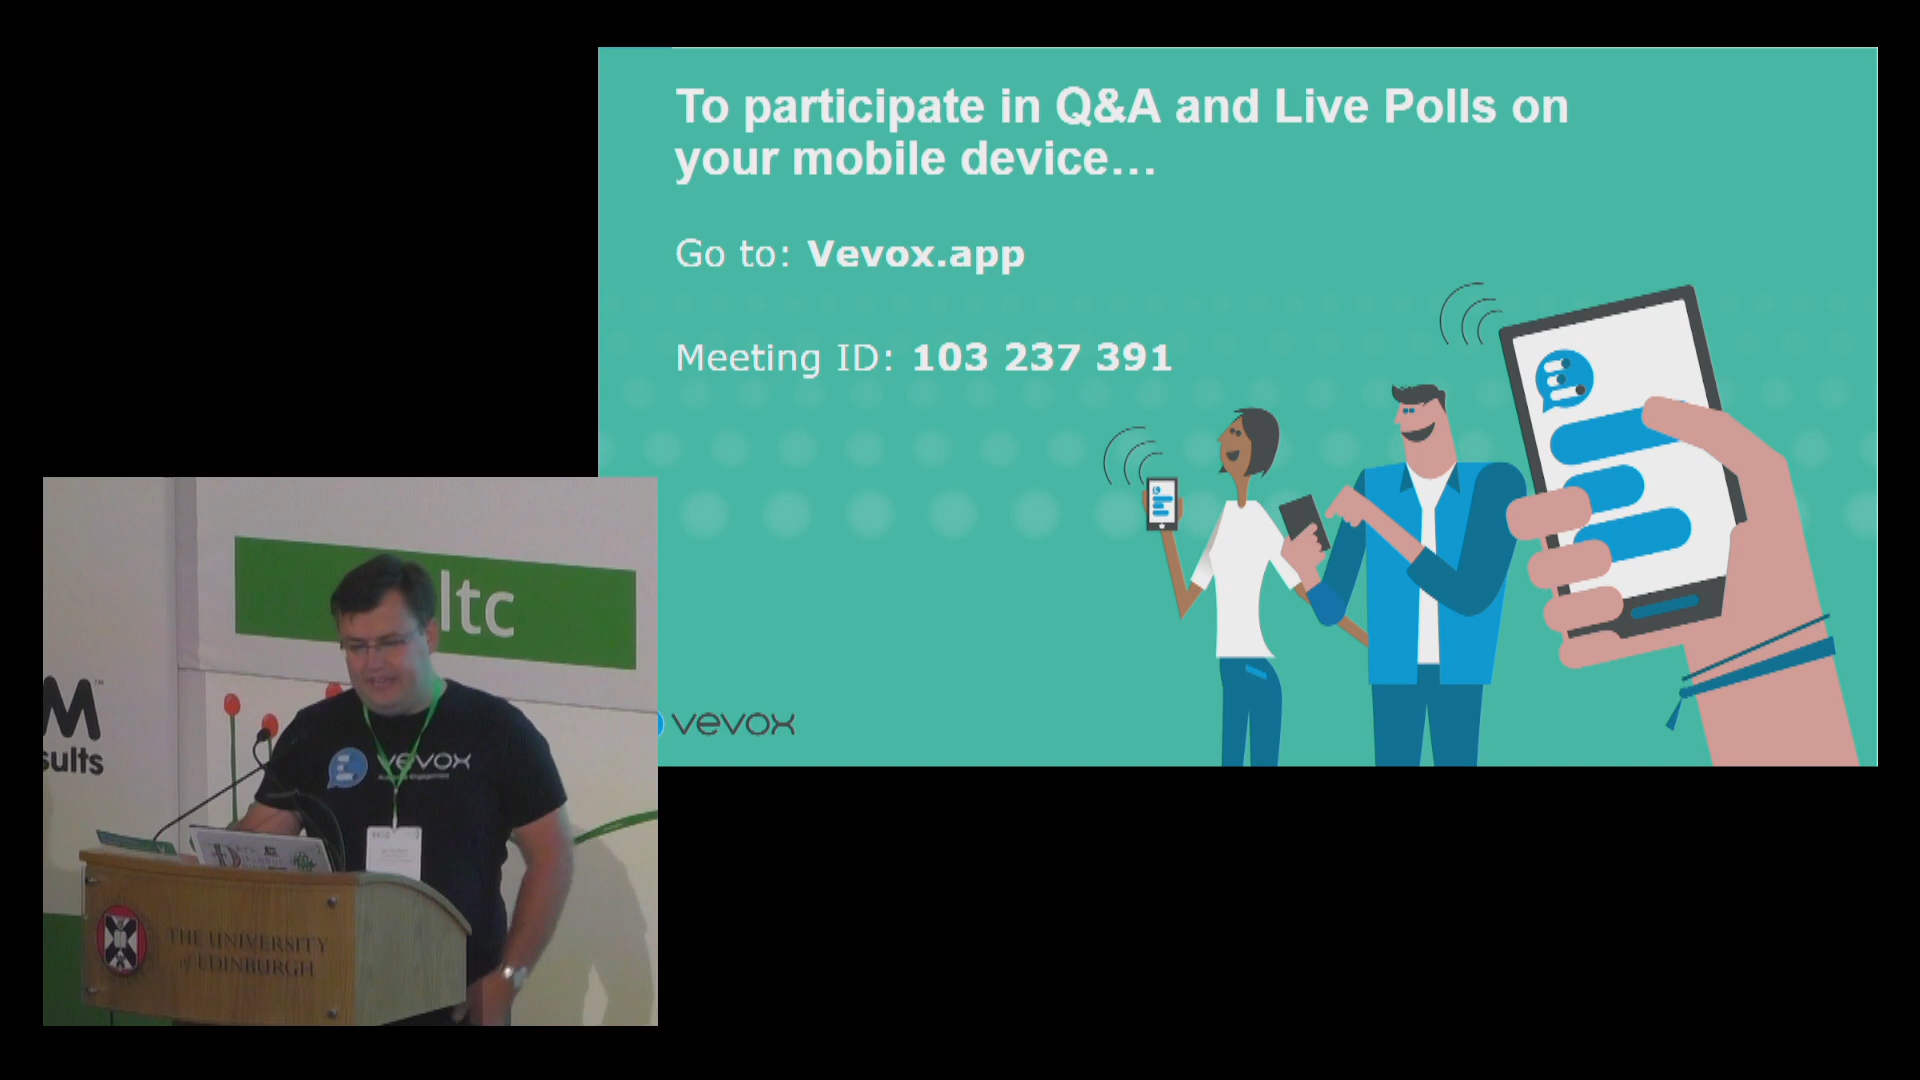 To participate in Q&A and Live Polls on
your mobile device...
Go to: Vevox.app
Meeting ID: 103 237 391
vevox
ltc
M™
sults
vevox
THE UNIVERSITY
of EDINBURGH